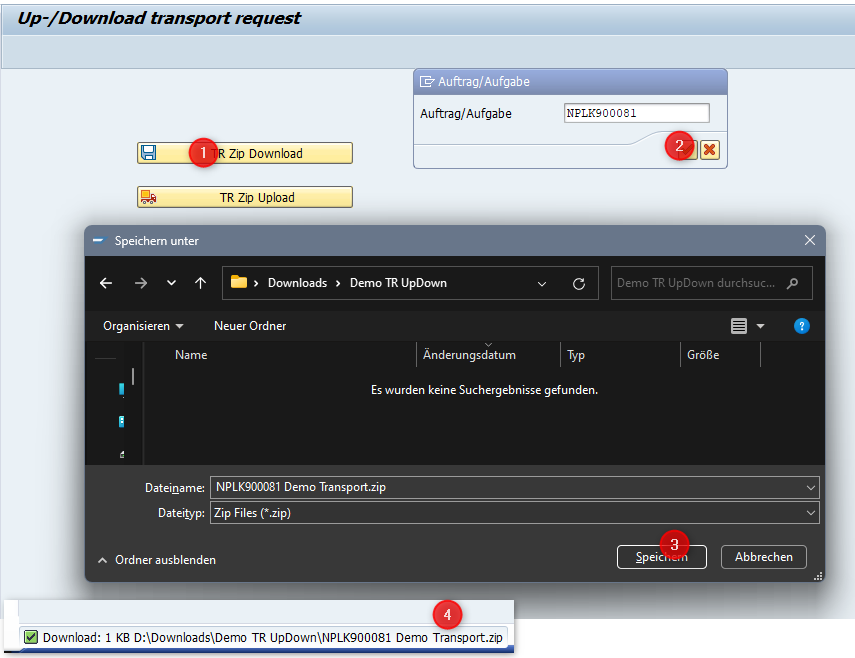 Up-/Download transport request
Auftrag/Aufgabe
Auftrag/Aufgabe NPLK900081
1 TR Zip Download
2
TR Zip Upload
Speichern unter
Downloads > Demo TR UpDown
Demo TR UpDown durchsuc...
Organisieren
Neuer Ordner
?
Name Änderungsdatum Typ Größe
Es wurden keine Suchergebnisse gefunden.
Dateiname: NPLK900081 Demo Transport.zip
Dateityp: Zip Files (*.zip)
3
Ordner ausblenden
Speichern
Abbrechen
4
Download: 1 KB D:\Downloads\Demo TR UpDown\NPLK900081 Demo Transport.zip